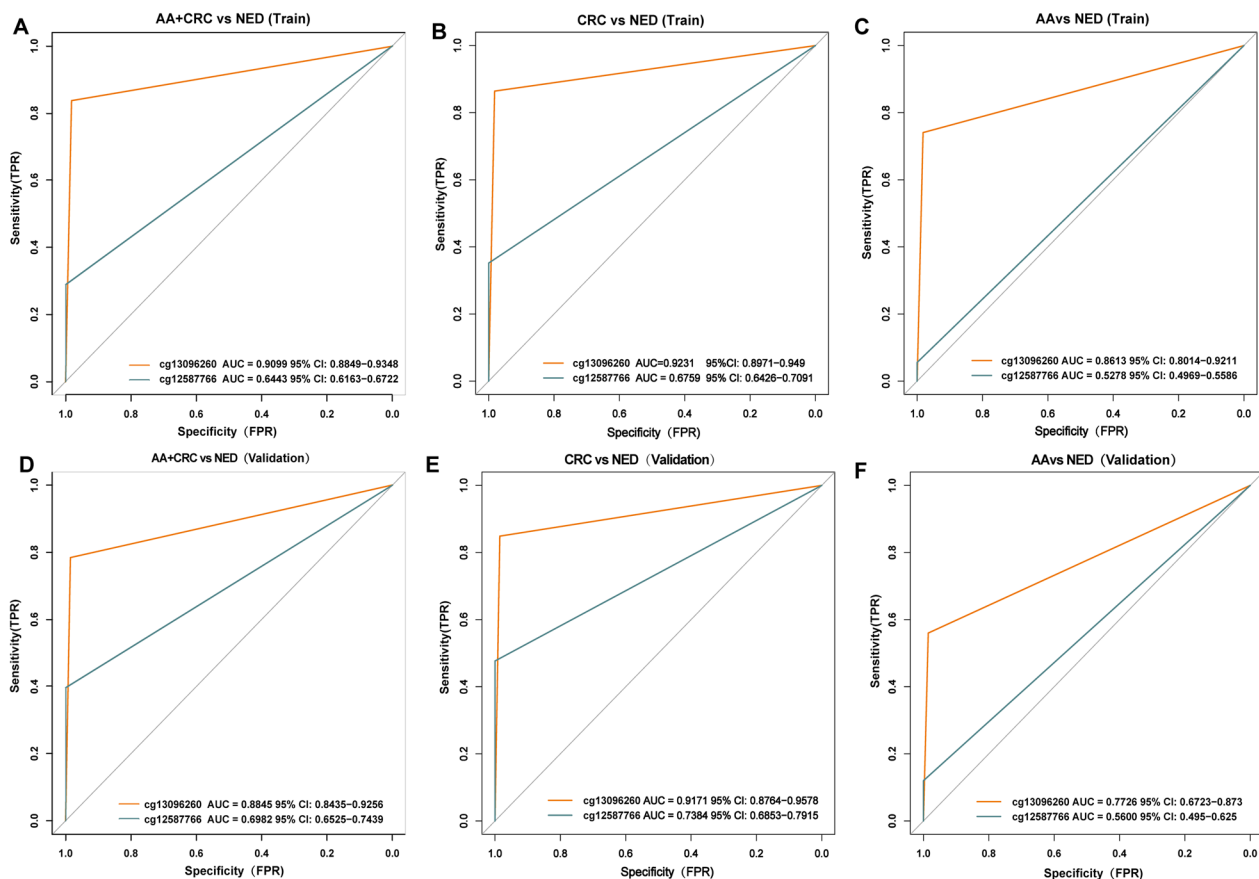 A
AA+CRC vs NED (Train)
Sensitivity(TPR)
1.0
0.8
0.6
0.4
0.2
0.0
cg13096260 AUC = 0.9099 95% CI: 0.8849−0.9348
cg12587766 AUC = 0.6443 95% CI: 0.6163−0.6722
1.0 0.8 0.6 0.4 0.2 0.0
Specificity（FPR）
B
CRC vs NED (Train)
Sensitivity(TPR)
1.0
0.8
0.6
0.4
0.2
0.0
cg13096260 AUC=0.9231 95%CI: 0.8971−0.949
cg12587766 AUC = 0.6759 95% CI: 0.6426−0.7091
1.0 0.8 0.6 0.4 0.2 0.0
Specificity（FPR）
C
AAvs NED (Train)
Sensitivity(TPR)
1.0
0.8
0.6
0.4
0.2
0.0
cg13096260 AUC = 0.8613 95% CI: 0.8014−0.9211
cg12587766 AUC = 0.5278 95% CI: 0.4969−0.5586
1.0 0.8 0.6 0.4 0.2 0.0
Specificity（FPR）
D
AA+CRC vs NED（Validation）
Sensitivity(TPR)
1.0
0.8
0.6
0.4
0.2
0.0
cg13096260 AUC = 0.8845 95% CI: 0.8435−0.9256
cg12587766 AUC = 0.6982 95% CI: 0.6525−0.7439
1.0 0.8 0.6 0.4 0.2 0.0
Specificity（FPR）
E
CRC vs NED（Validation）
Sensitivity(TPR)
1.0
0.8
0.6
0.4
0.2
0.0
cg13096260 AUC = 0.9171 95% CI: 0.8764−0.9578
cg12587766 AUC = 0.7384 95% CI: 0.6853−0.7915
1.0 0.8 0.6 0.4 0.2 0.0
Specificity（FPR）
F
AAvs NED（Validation）
Sensitivity(TPR)
1.0
0.8
0.6
0.4
0.2
0.0
cg13096260 AUC = 0.7726 95% CI: 0.6723−0.873
cg12587766 AUC = 0.5600 95% CI: 0.495−0.625
1.0 0.8 0.6 0.4 0.2 0.0
Specificity（FPR）